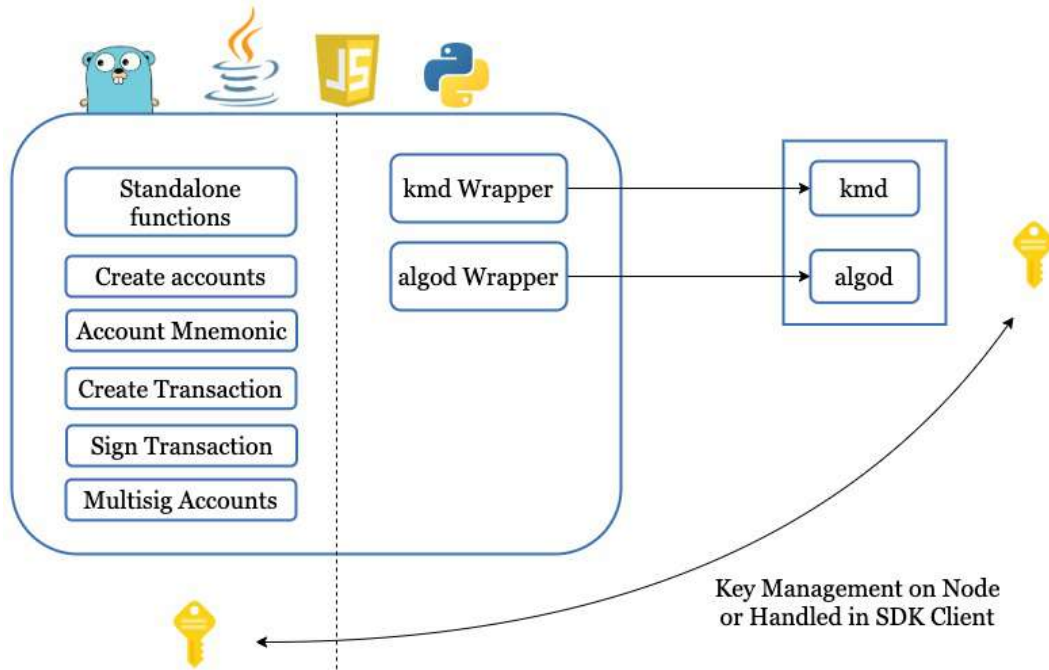 JS
Standalone
functions
Create accounts
Account Mnemonic
Create Transaction
Sign Transaction
Multisig Accounts
kmd Wrapper
algod Wrapper
kmd
algod
Key Management on Node
or Handled in SDK Client